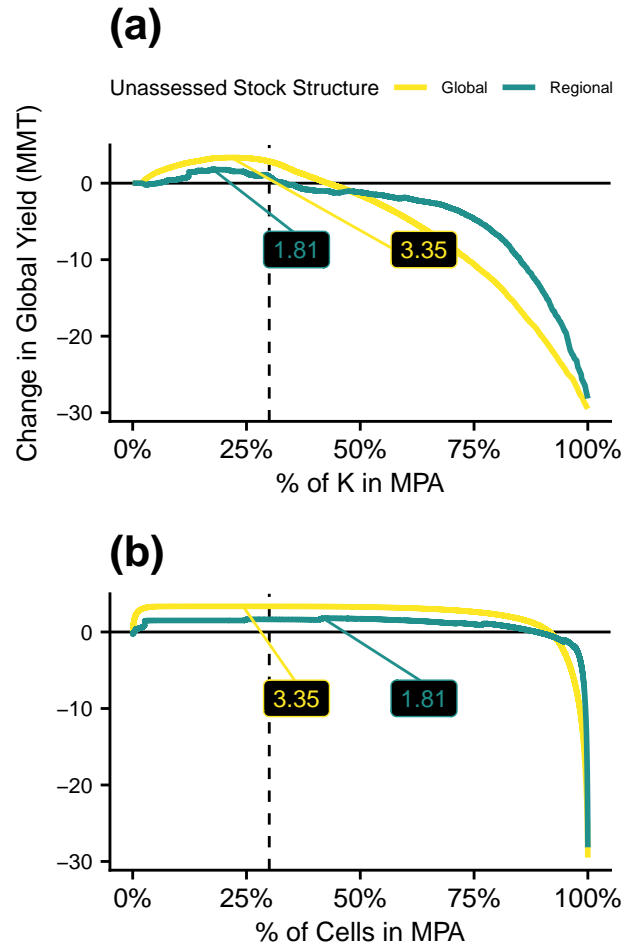 (a)
Unassessed Stock Structure Global Regional
Change in Global Yield (MMT)
0
−10
−20
−30
1.81
3.35
0% 25% 50% 75% 100%
% of K in MPA
(b)
0
−10
−20
−30
3.35
1.81
0% 25% 50% 75% 100%
% of Cells in MPA